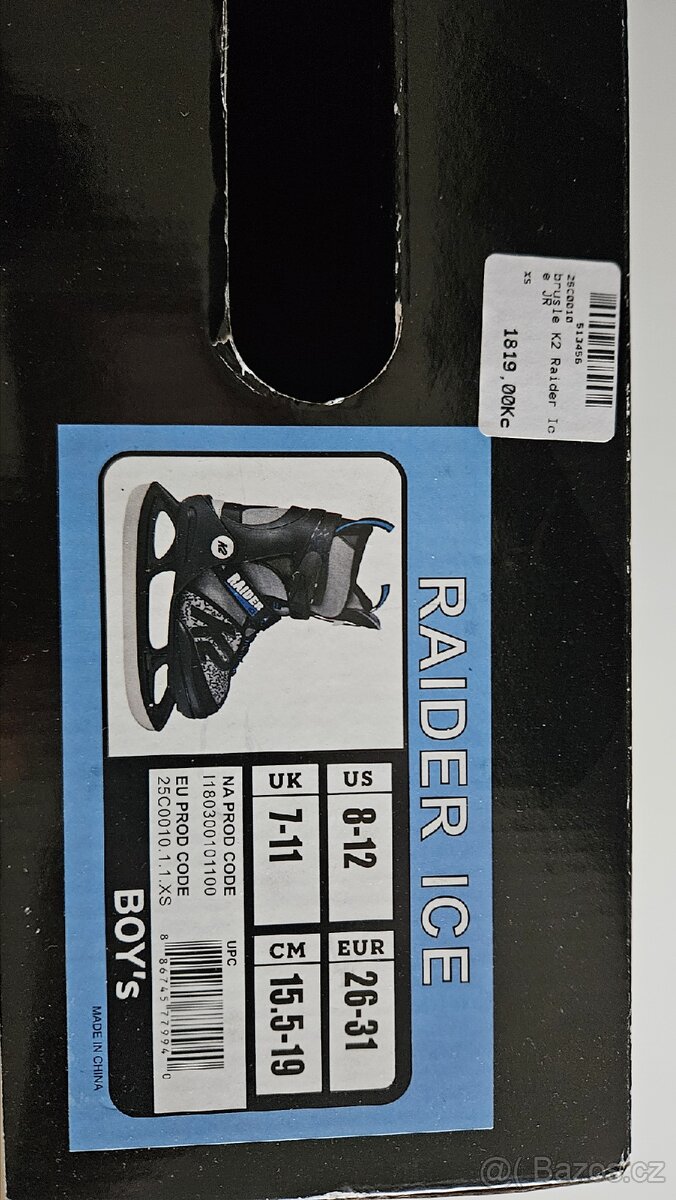 513456
25C0010
brusle K2 Raider Ic
e JR
xs
1819,00Kc
RAIDER ICE
K2
RAIDER
US
8-12
EUR
26-31
UK
7-11
CM
15.5-19
NA PROD CODE
I180300101100
EU PROD CODE
25C0010.1.1.XS
UPC
8 86745 77994 0
BOY's
MADE IN CHINA
@( Bazos.cz